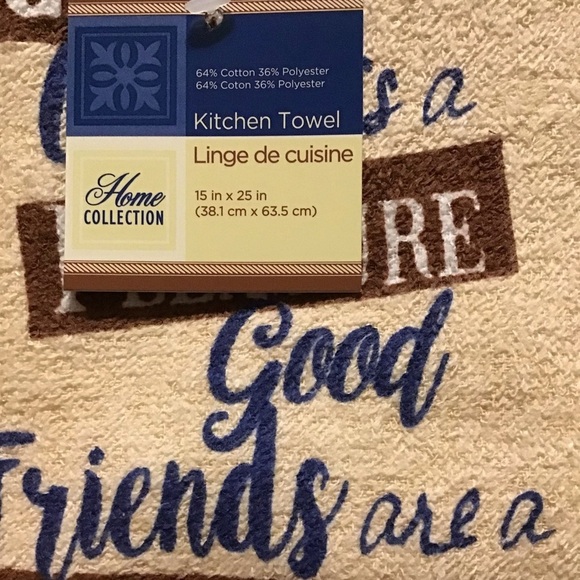 64% Cotton 36% Polyester
64% Coton 36% Polyester
Kitchen Towel
Linge de cuisine
Home
COLLECTION
15 in x 25 in
(38.1 cm x 63.5 cm)
is a
PLEASURE
Good
Friends are a